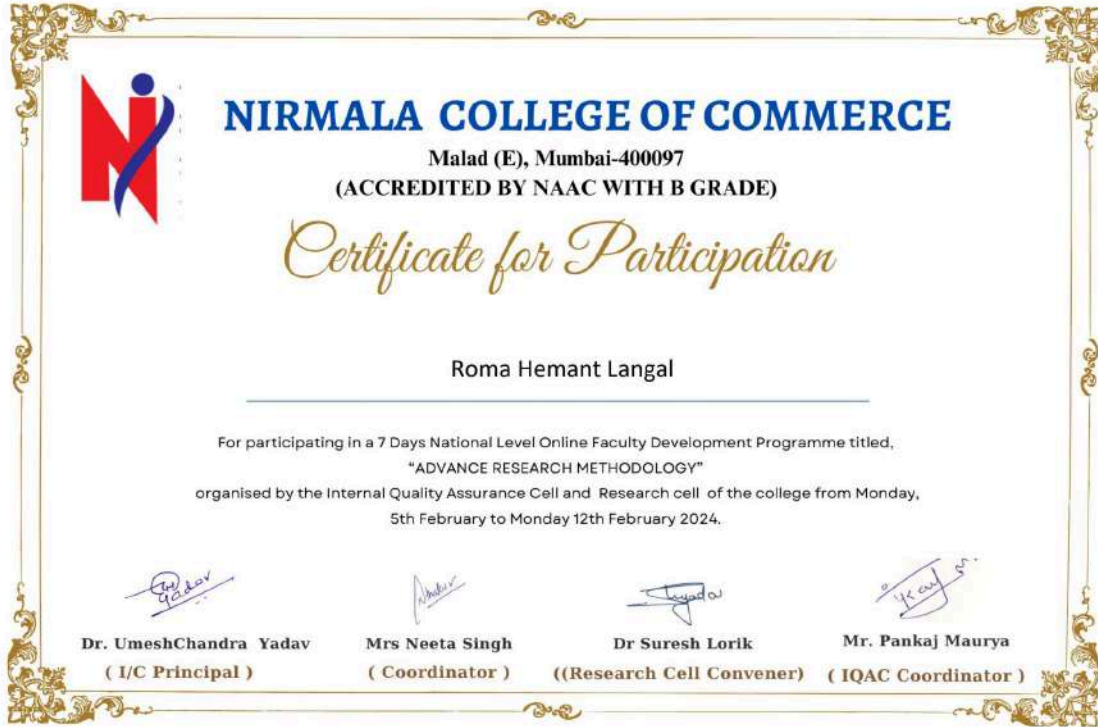 NIRMALA COLLEGE OF COMMERCE
Malad (E), Mumbai-400097
(ACCREDITED BY NAAC WITH B GRADE)
Certificate for Participation
Roma Hemant Langal
For participating in a 7 Days National Level Online Faculty Development Programme titled,
“ADVANCE RESEARCH METHODOLOGY”
organised by the Internal Quality Assurance Cell and Research cell of the college from Monday,
5th February to Monday 12th February 2024.
Dr. UmeshChandra Yadav Mrs Neeta Singh Dr Suresh Lorik Mr. Pankaj Maurya
( I/C Principal ) ( Coordinator ) ((Research Cell Convener) ( IQAC Coordinator )